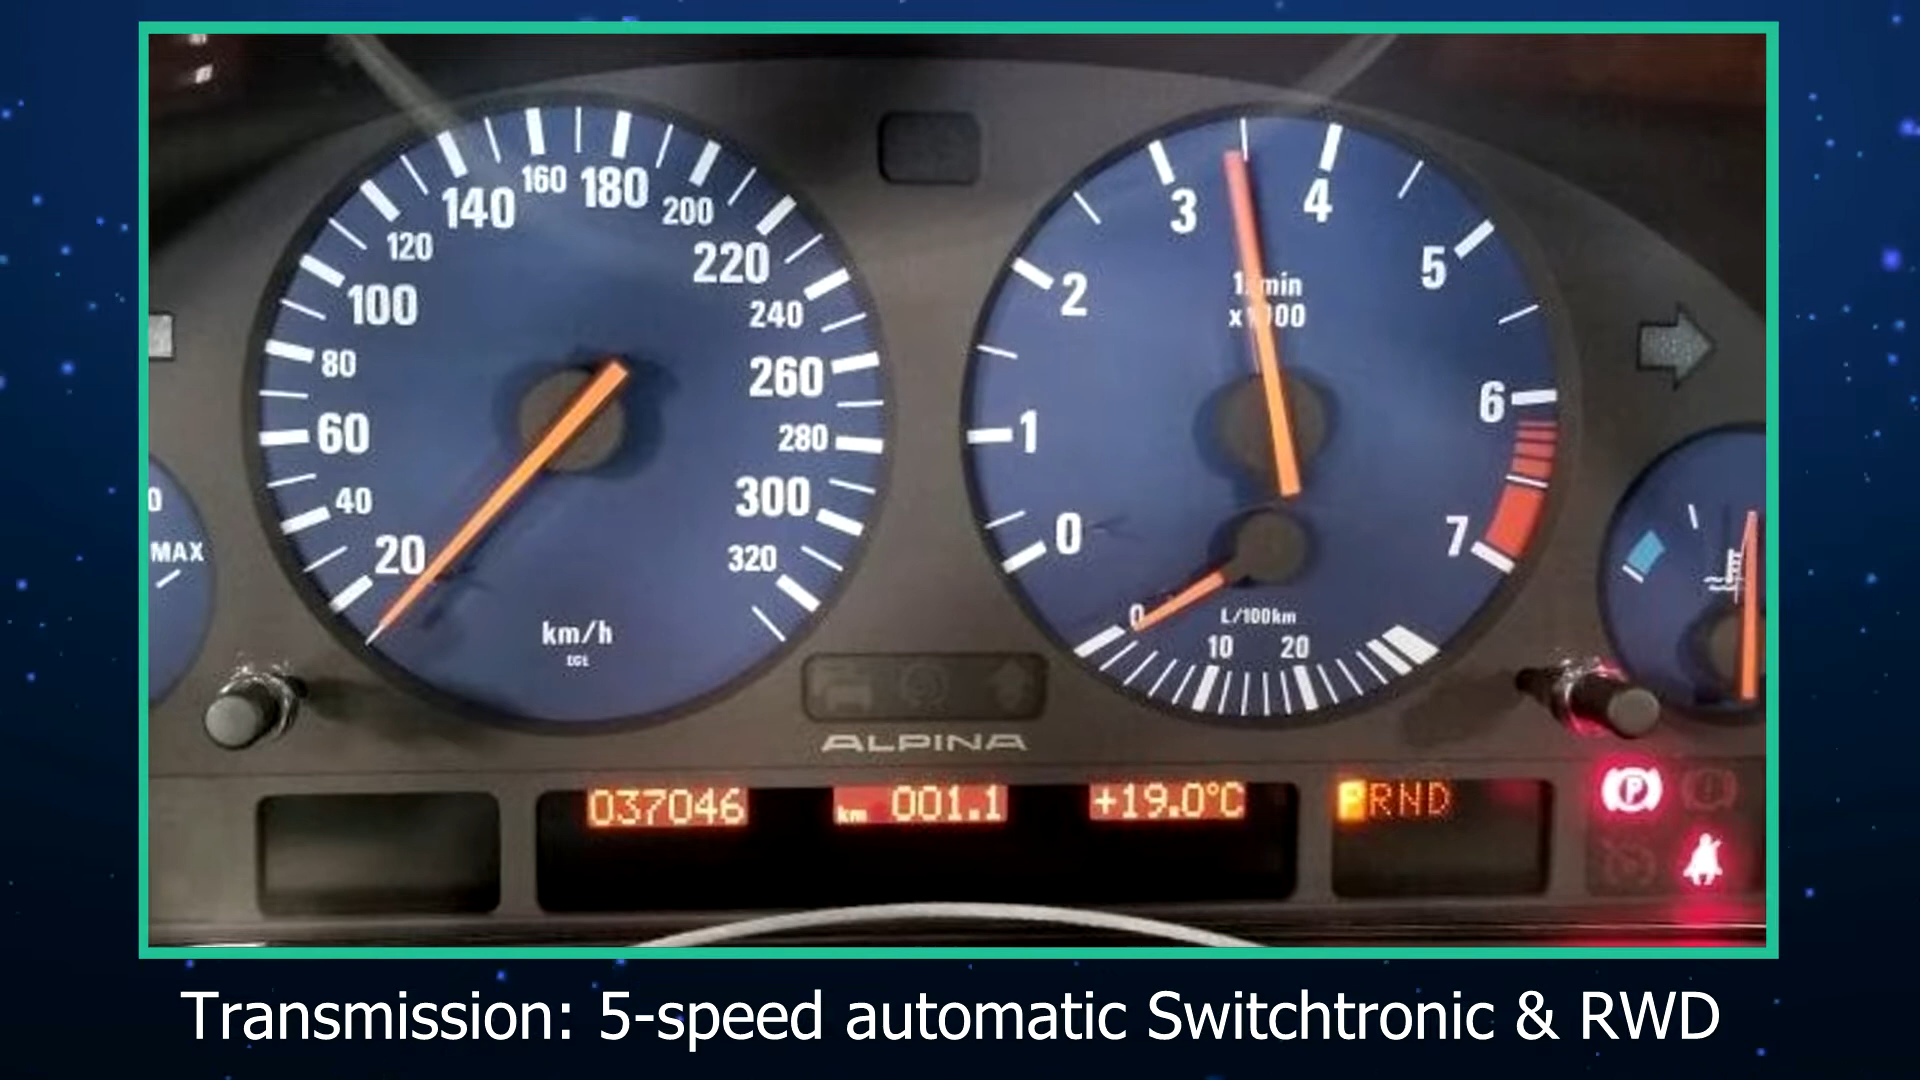 140
160
180
200
220
240
260
280
300
320
120
100
80
60
40
20
km/h
0
MAX
3
4
5
6
7
2
1
0
x1000
0
L/100km
10
20
ALPINA
037046
km 001.1
+19.0°C
PRND
P
Transmission: 5-speed automatic Switchtronic & RWD